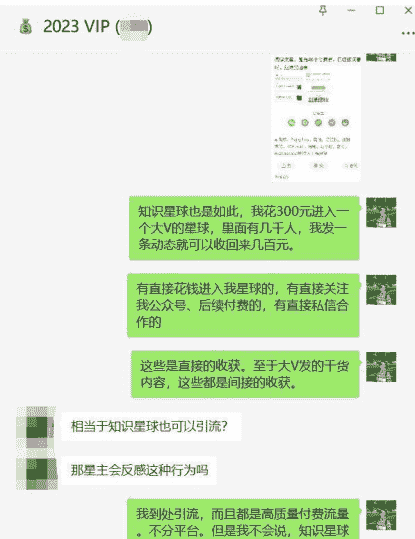 2023 VIP (
)
知识星球也是如此，我花300元进入一
个大V的星球，里面有几千人，我发一
条动态就可以收回来几百元。
有直接花钱进入我星球的，有直接关注
我公众号、后续付费的，有直接私信合
作的
这些是直接的收获。至于大V发的干货
内容，这些都是间接的收获。
相当于知识星球也可以引流？
那星主会反感这种行为吗
我到处引流，而且都是高质量付费流量
。不分平台。但是我不会说，知识星球